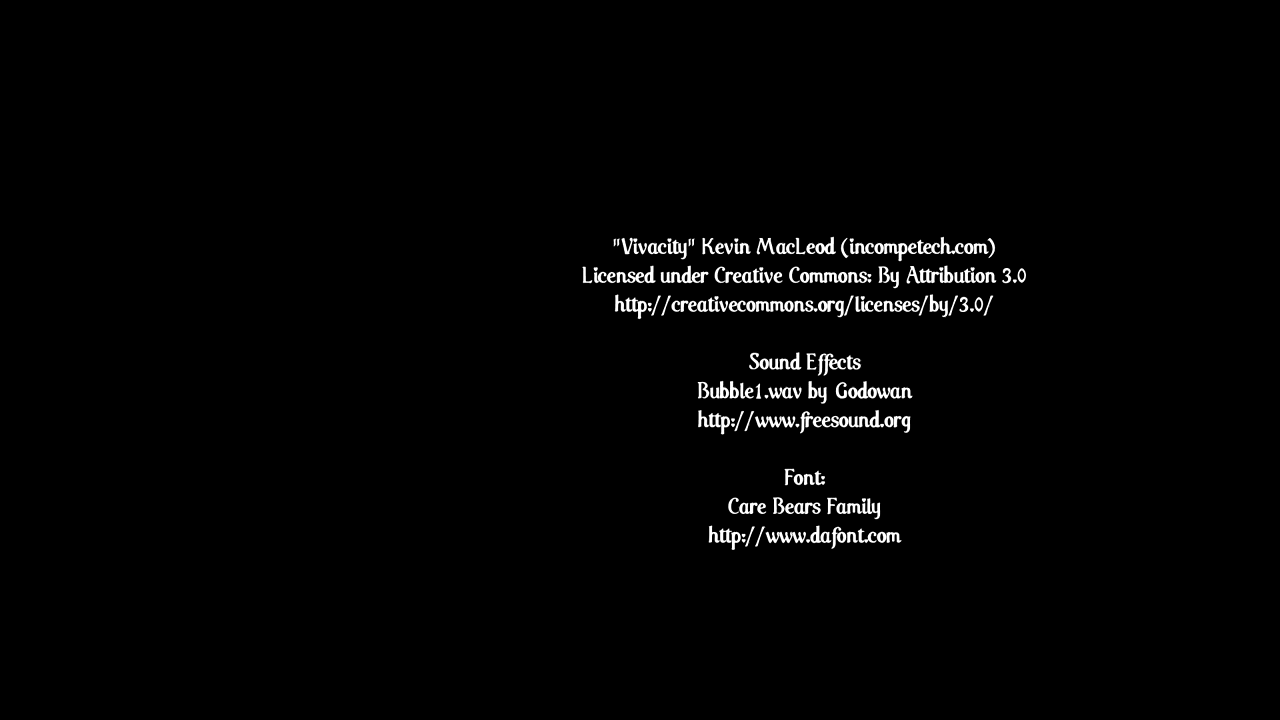 "Vivacity" Kevin MacLeod (incompetech.com)
Licensed under Creative Commons: By Attribution 3.0
http://creativecommons.org/licenses/by/3.0/
Sound Effects
Bubble1.wav by Godowan
http://www.freesound.org
Font:
Care Bears Family
http://www.dafont.com